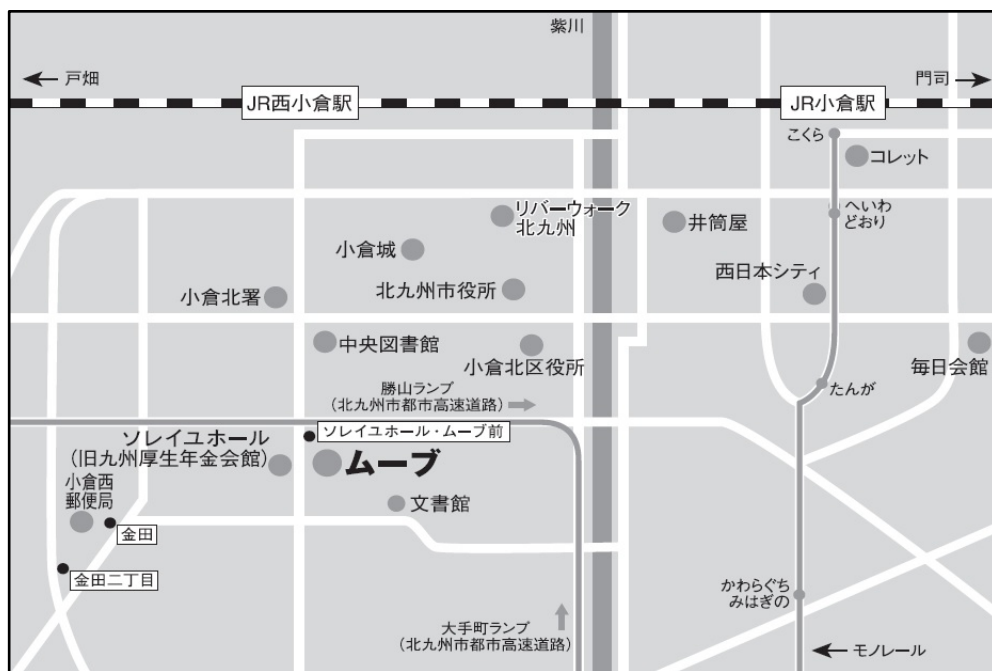 紫川
戸畑
門司
JR西小倉駅
JR小倉駅
こくら
コレット
リバーウォーク
北九州
井筒屋
へいわ
どおり
小倉城
西日本シティ
小倉北署
北九州市役所
中央図書館
小倉北区役所
毎日会館
勝山ランプ
(北九州市都市高速道路)
たんが
ソレイユホール
(旧九州厚生年金会館)
ソレイユホール・ムーブ前
ムーブ
小倉西
郵便局
文書館
金田
金田二丁目
かわらぐち
みはぎの
大手町ランプ
(北九州市都市高速道路)
モノレール